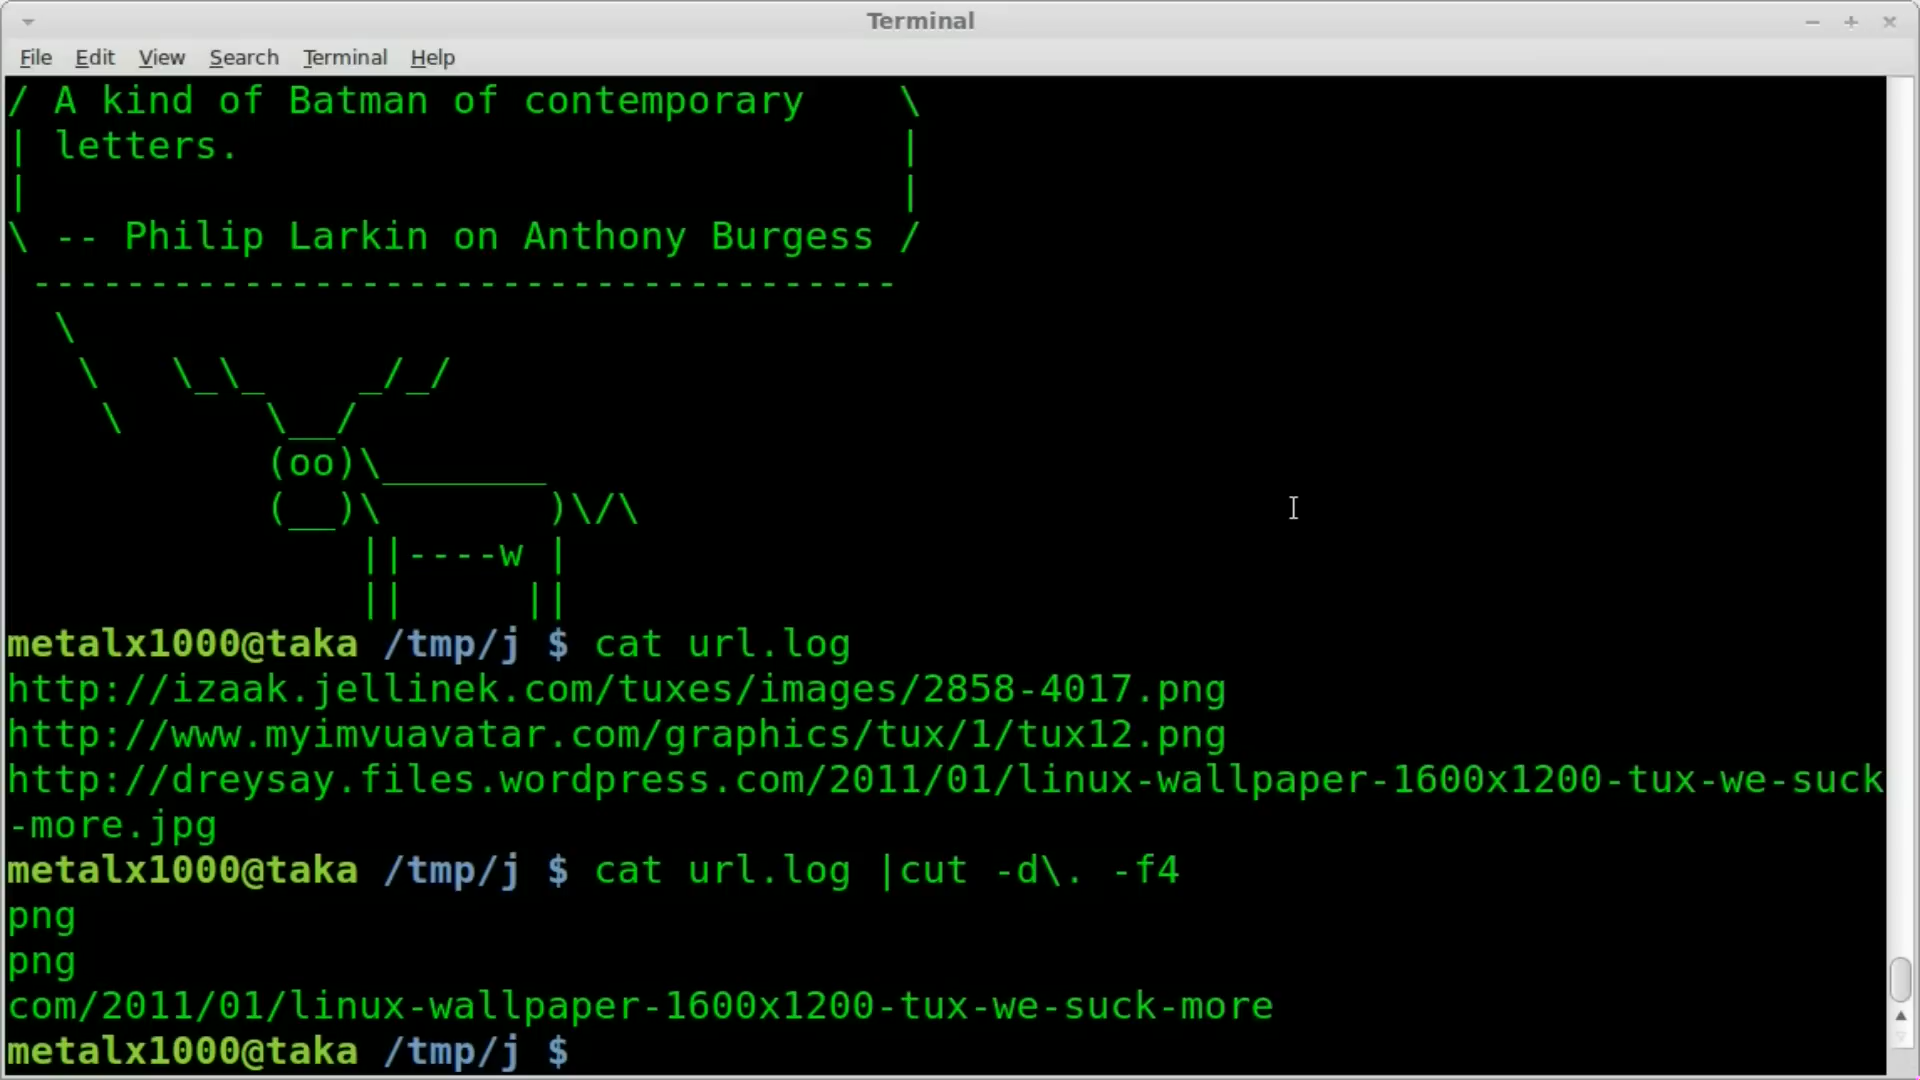 Terminal
File Edit View Search Terminal Help
/ A kind of Batman of contemporary    \
| letters.                            |
|                                     |
\ -- Philip Larkin on Anthony Burgess /
 -------------------------------------
  \
   \   \_\_    _/_/
    \      \__/
           (oo)\_______
           (__)\       )\/\
               ||----w |
               ||     ||
metalx1000@taka /tmp/j $ cat url.log
http://izaak.jellinek.com/tuxes/images/2858-4017.png
http://www.myimvuavatar.com/graphics/tux/1/tux12.png
http://dreysay.files.wordpress.com/2011/01/linux-wallpaper-1600x1200-tux-we-suck
-more.jpg
metalx1000@taka /tmp/j $ cat url.log |cut -d\. -f4
png
png
com/2011/01/linux-wallpaper-1600x1200-tux-we-suck-more
metalx1000@taka /tmp/j $